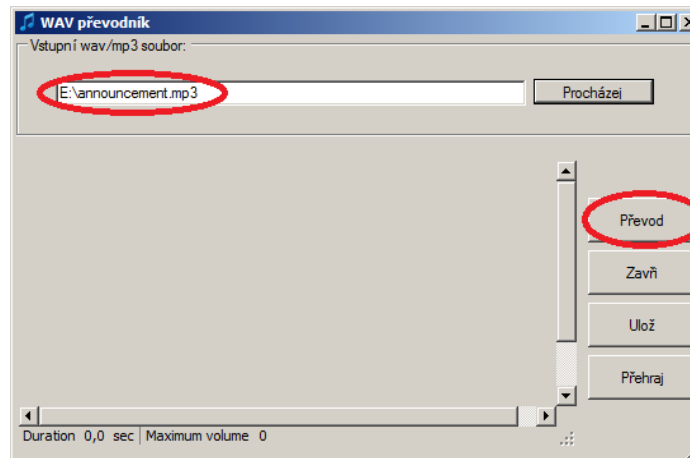 WAV převodník
Vstupní wav/mp3 soubor:
E:\announcement.mp3
Procházej
Převod
Zavři
Ulož
Přehraj
Duration 0,0 sec Maximum volume 0